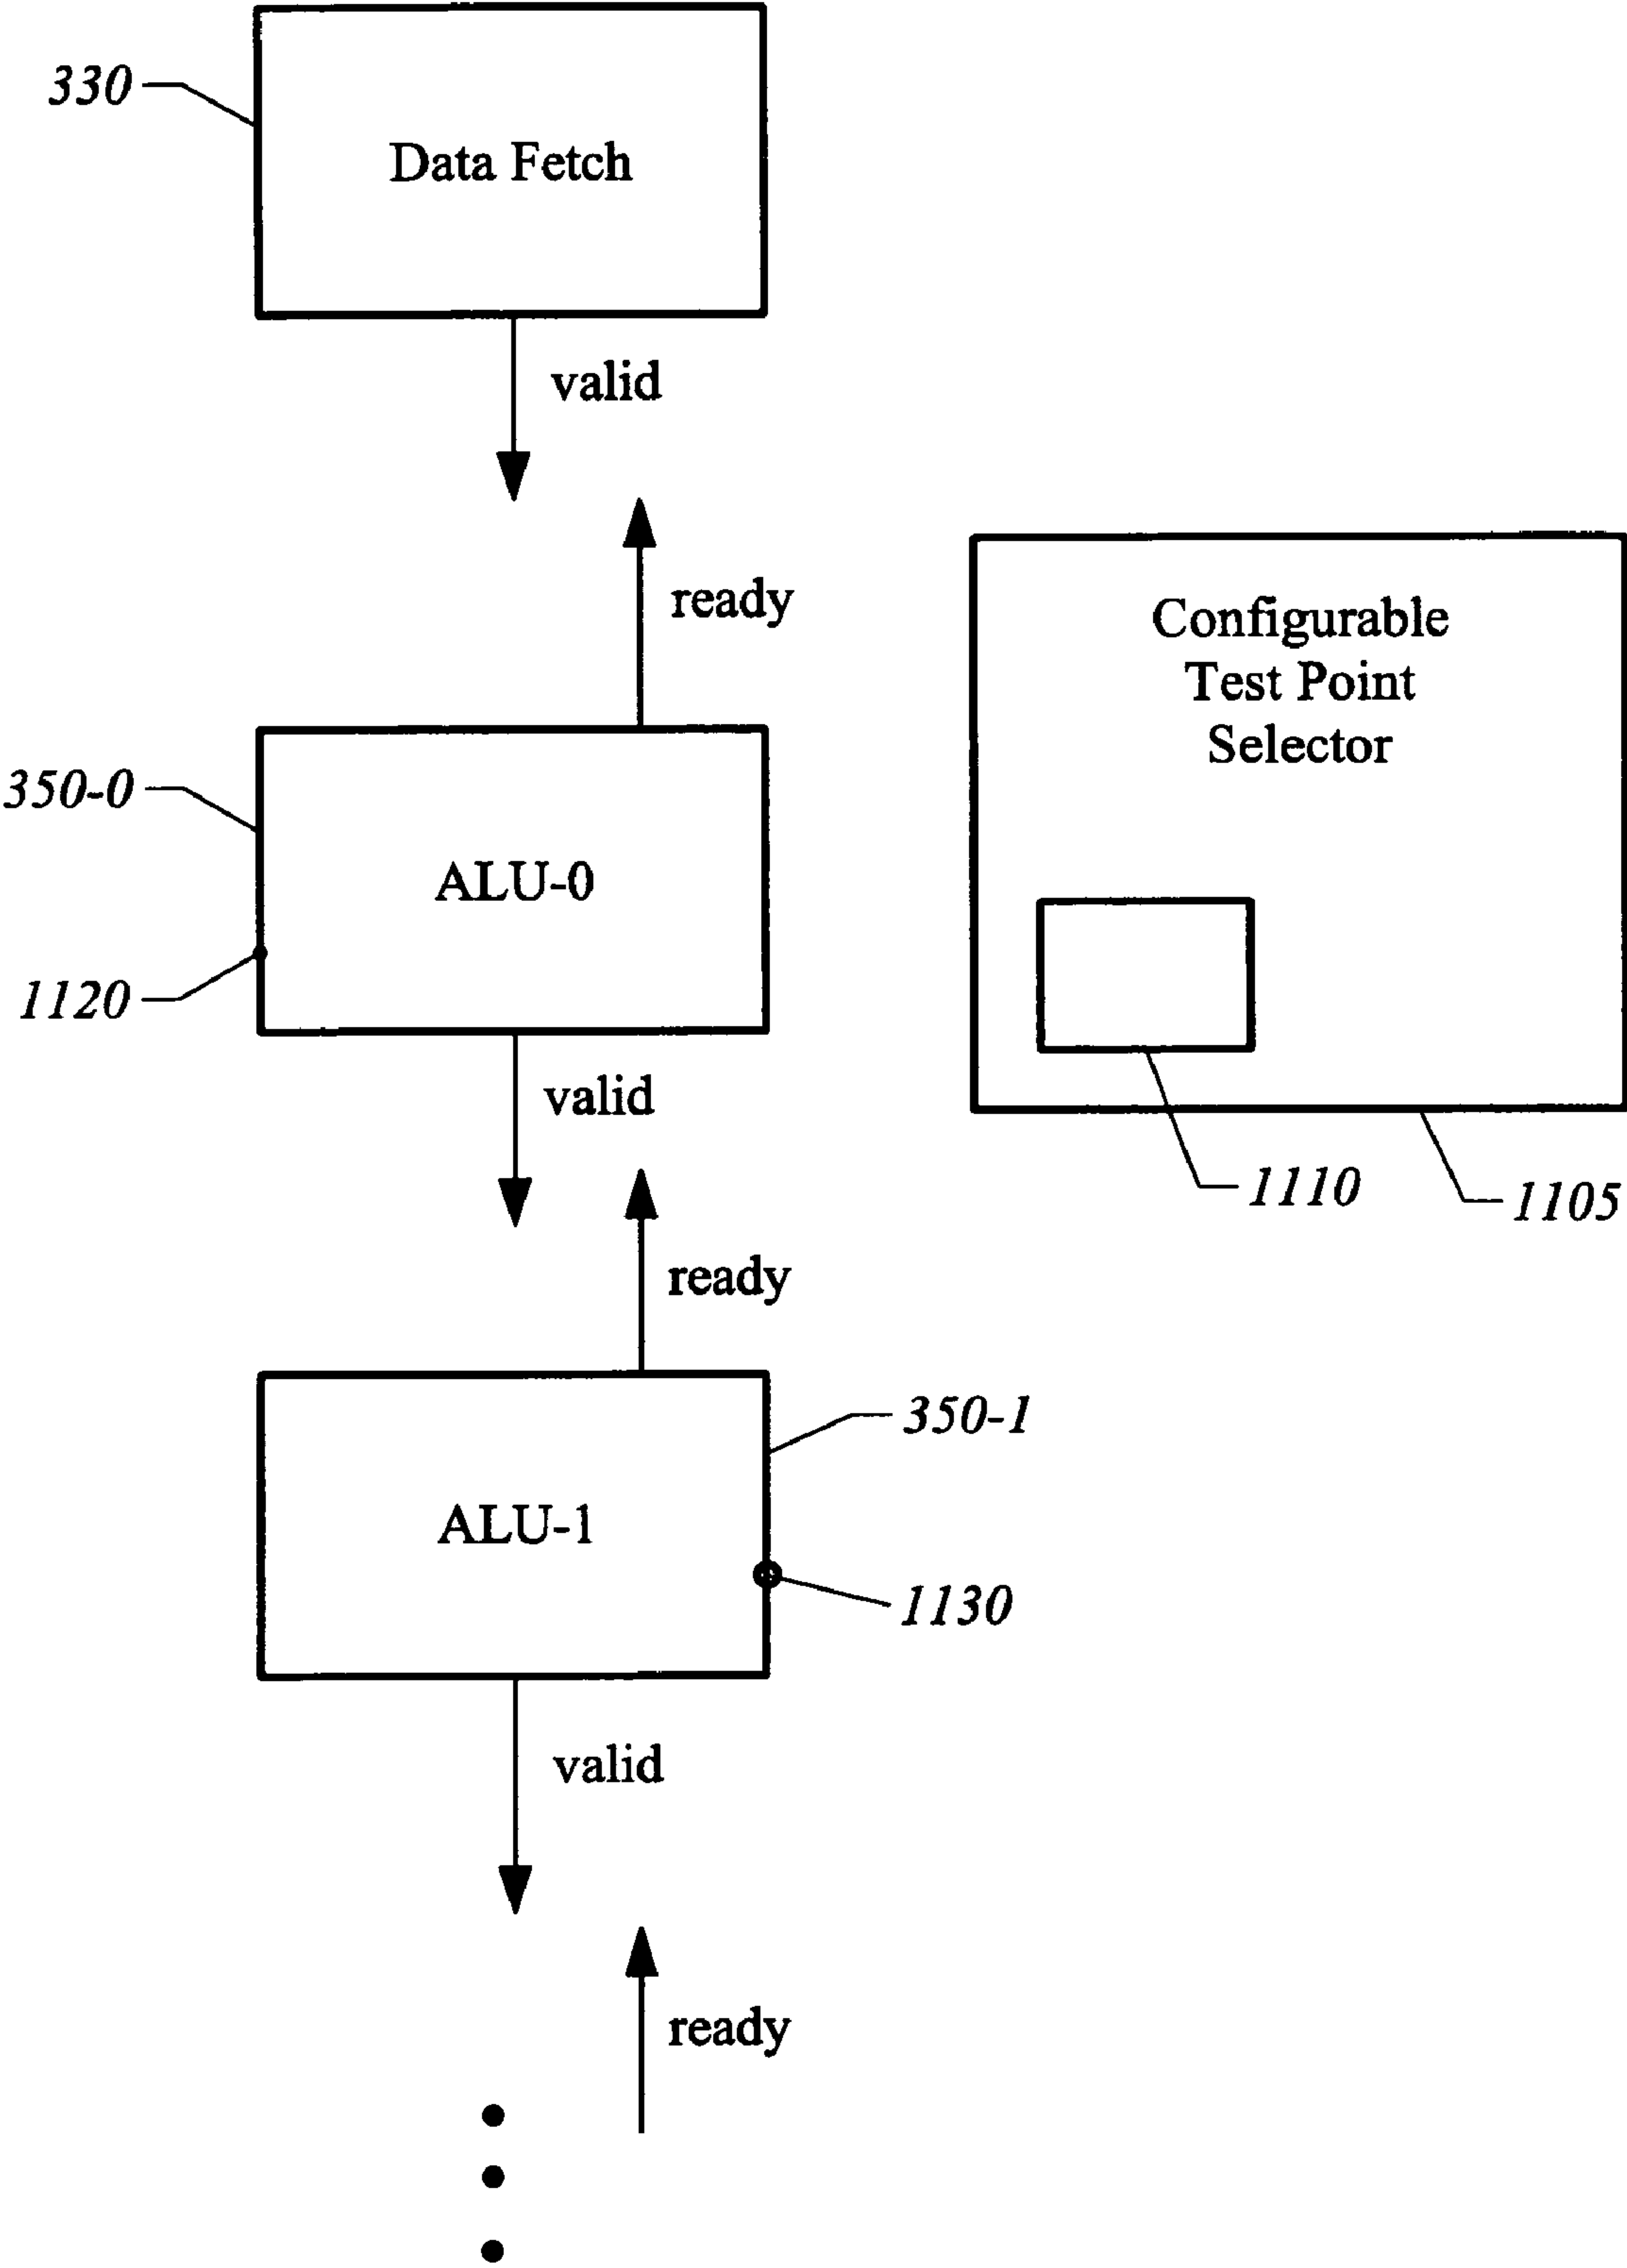 330
Data Fetch
valid
ready
Configurable
Test Point
Selector
350-0
ALU-0
1120
valid
1110
1105
ready
350-1
ALU-1
1130
valid
ready